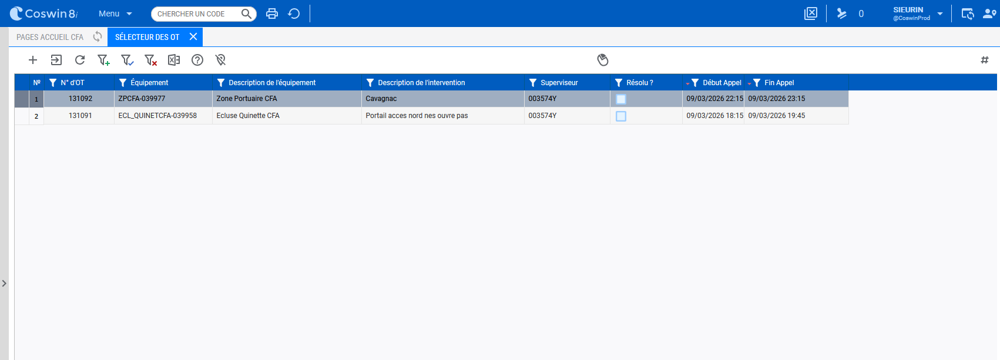 Coswin 8i Menu CHERCHER UN CODE 0 SIEURIN
@CoswinProd
PAGES ACCUEIL CFA SÉLECTEUR DES OT
#
Nº N° d'OT Équipement Description de l'équipement Description de l'intervention Superviseur Résolu ? Début Appel Fin Appel
1 131092 ZPCFA-039977 Zone Portuaire CFA Cavagnac 003574Y 09/03/2026 22:15 09/03/2026 23:15
2 131091 ECL_QUINETCFA-039958 Ecluse Quinette CFA Portail acces nord nes ouvre pas 003574Y 09/03/2026 18:15 09/03/2026 19:45